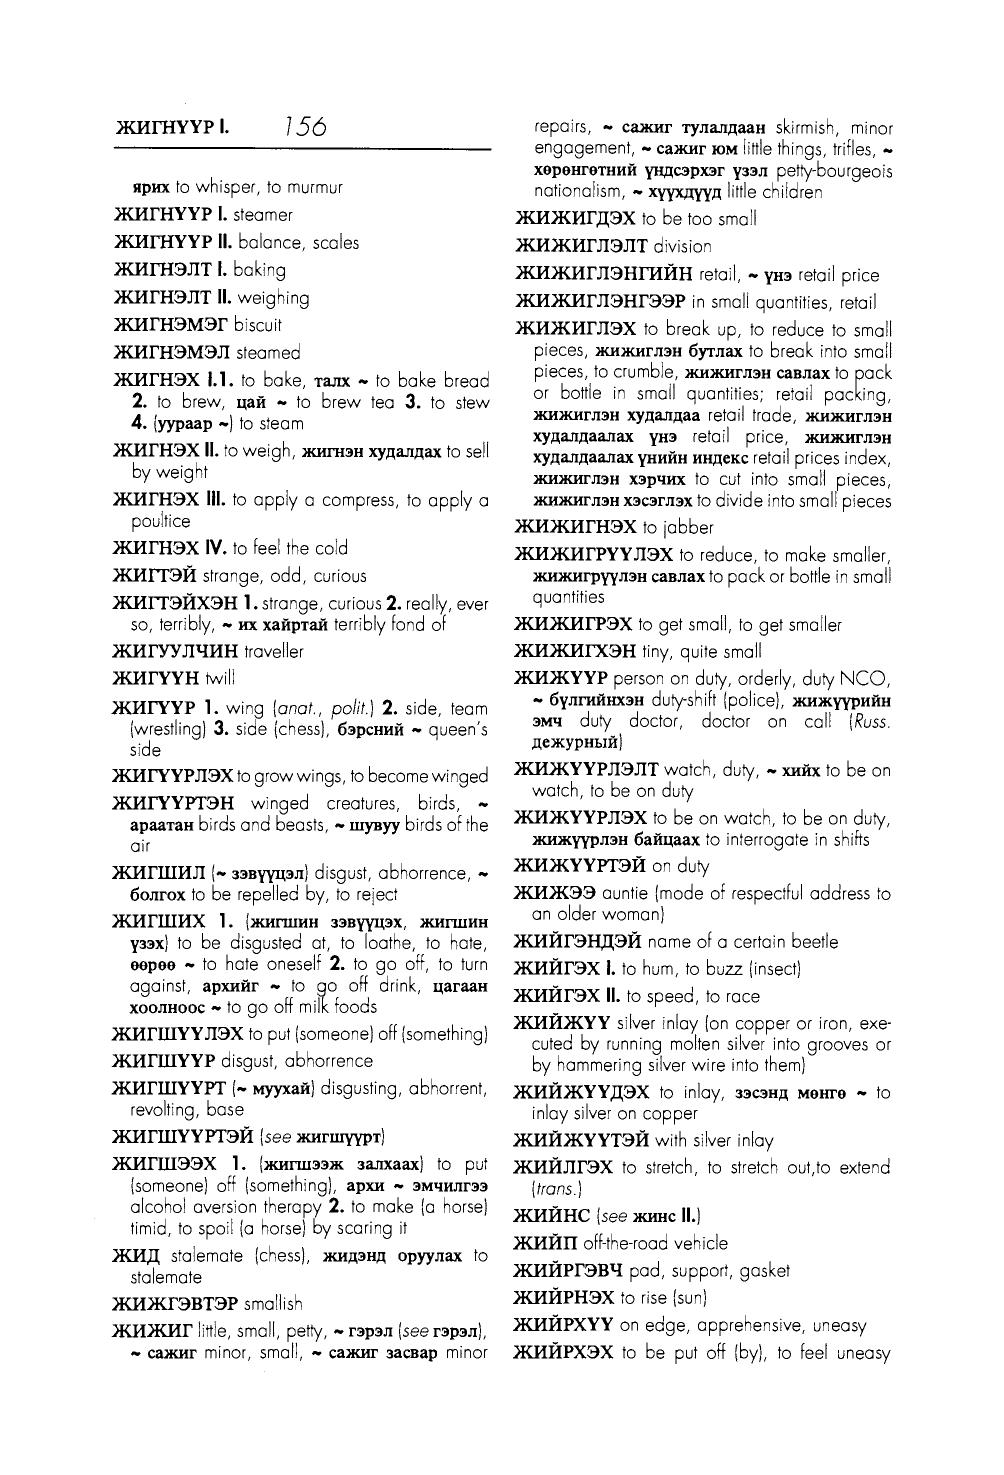 ЖИГНҮҮР I. 156
ярих to whisper, to murmur
ЖИГНҮҮР I. steamer
ЖИГНҮҮР II. balance, scales
ЖИГНЭЛТ I. baking
ЖИГНЭЛТ II. weighing
ЖИГНЭМЭГ biscuit
ЖИГНЭМЭЛ steamed
ЖИГНЭХ I.1. to bake, талх ~ to bake bread
2. to brew, цай ~ to brew tea 3. to stew
4. (уураар ~) to steam
ЖИГНЭХ II. to weigh, жигнэн худалдах to sell
by weight
ЖИГНЭХ III. to apply a compress, to apply a
poultice
ЖИГНЭХ IV. to feel the cold
ЖИГТЭЙ strange, odd, curious
ЖИГТЭЙХЭН 1. strange, curious 2. really, ever
so, terribly, ~ их хайртай terribly fond of
ЖИГУУЛЧИН traveller
ЖИГҮҮН twill
ЖИГҮҮР 1. wing (anat., polit.) 2. side, team
(wrestling) 3. side (chess), бэрсний ~ queen's
side
ЖИГҮҮРЛЭХ to grow wings, to become winged
ЖИГҮҮРТЭН winged creatures, birds, ~
араатан birds and beasts, ~ шувуу birds of the
air
ЖИГШИЛ (~ зэвүүцэл) disgust, abhorrence, ~
болгох to be repelled by, to reject
ЖИГШИХ 1. (жигшин зэвүүцэх, жигшин
үзэх) to be disgusted at, to loathe, to hate,
өөрөө ~ to hate oneself 2. to go off, to turn
against, архийг ~ to go off drink, цагаан
хоолноос ~ to go off milk foods
ЖИГШҮҮЛЭХ to put (someone) off (something)
ЖИГШҮҮР disgust, abhorrence
ЖИГШҮҮРТ (~ муухай) disgusting, abhorrent,
revolting, base
ЖИГШҮҮРТЭЙ (see жигшүүрт)
ЖИГШЭЭХ 1. (жигшээж залхаах) to put
(someone) off (something), архи ~ эмчилгээ
alcohol aversion therapy 2. to make (a horse)
timid, to spoil (a horse) by scaring it
ЖИД stalemate (chess), жидэнд оруулах to
stalemate
ЖИЖГЭВТЭР smallish
ЖИЖИГ little, small, petty, ~ гэрэл (see гэрэл),
~ сажиг minor, small, ~ сажиг засвар minor
repairs, ~ сажиг тулалдаан skirmish, minor
engagement, ~ сажиг юм little things, trifles, ~
хөрөнгөтний үндсэрхэг үзэл petty-bourgeois
nationalism, ~ хүүхдүүд little children
ЖИЖИГДЭХ to be too small
ЖИЖИГЛЭЛТ division
ЖИЖИГЛЭНГИЙН retail, ~ үнэ retail price
ЖИЖИГЛЭНГЭЭР in small quantities, retail
ЖИЖИГЛЭХ to break up, to reduce to small
pieces, жижиглэн бутлах to break into small
pieces, to crumble, жижиглэн савлах to pack
or bottle in small quantities; retail packing,
жижиглэн худалдаа retail trade, жижиглэн
худалдаалах үнэ retail price, жижиглэн
худалдаалах үнийн индекс retail prices index,
жижиглэн хэрчих to cut into small pieces,
жижиглэн хэсэглэх to divide into small pieces
ЖИЖИГНЭХ to jabber
ЖИЖИГРҮҮЛЭХ to reduce, to make smaller,
жижигрүүлэн савлах to pack or bottle in small
quantities
ЖИЖИГРЭХ to get small, to get smaller
ЖИЖИГХЭН tiny, quite small
ЖИЖҮҮР person on duty, orderly, duty NCO,
~ бүлгийнхэн duty-shift (police), жижүүрийн
эмч duty doctor, doctor on call (Russ.
дежурный)
ЖИЖҮҮРЛЭЛТ watch, duty, ~ хийх to be on
watch, to be on duty
ЖИЖҮҮРЛЭХ to be on watch, to be on duty,
жижүүрлэн байцаах to interrogate in shifts
ЖИЖҮҮРТЭЙ on duty
ЖИЖЭЭ auntie (mode of respectful address to
an older woman)
ЖИЙГЭНДЭЙ name of a certain beetle
ЖИЙГЭХ I. to hum, to buzz (insect)
ЖИЙГЭХ II. to speed, to race
ЖИЙЖҮҮ silver inlay (on copper or iron, exe-
cuted by running molten silver into grooves or
by hammering silver wire into them)
ЖИЙЖҮҮДЭХ to inlay, зэсэнд мөнгө ~ to
inlay silver on copper
ЖИЙЖҮҮТЭЙ with silver inlay
ЖИЙЛГЭХ to stretch, to stretch out,to extend
(trans.)
ЖИЙНС (see жинс II.)
ЖИЙП off-the-road vehicle
ЖИЙРГЭВЧ pad, support, gasket
ЖИЙРНЭХ to rise (sun)
ЖИЙРХҮҮ on edge, apprehensive, uneasy
ЖИЙРХЭХ to be put off (by), to feel uneasy